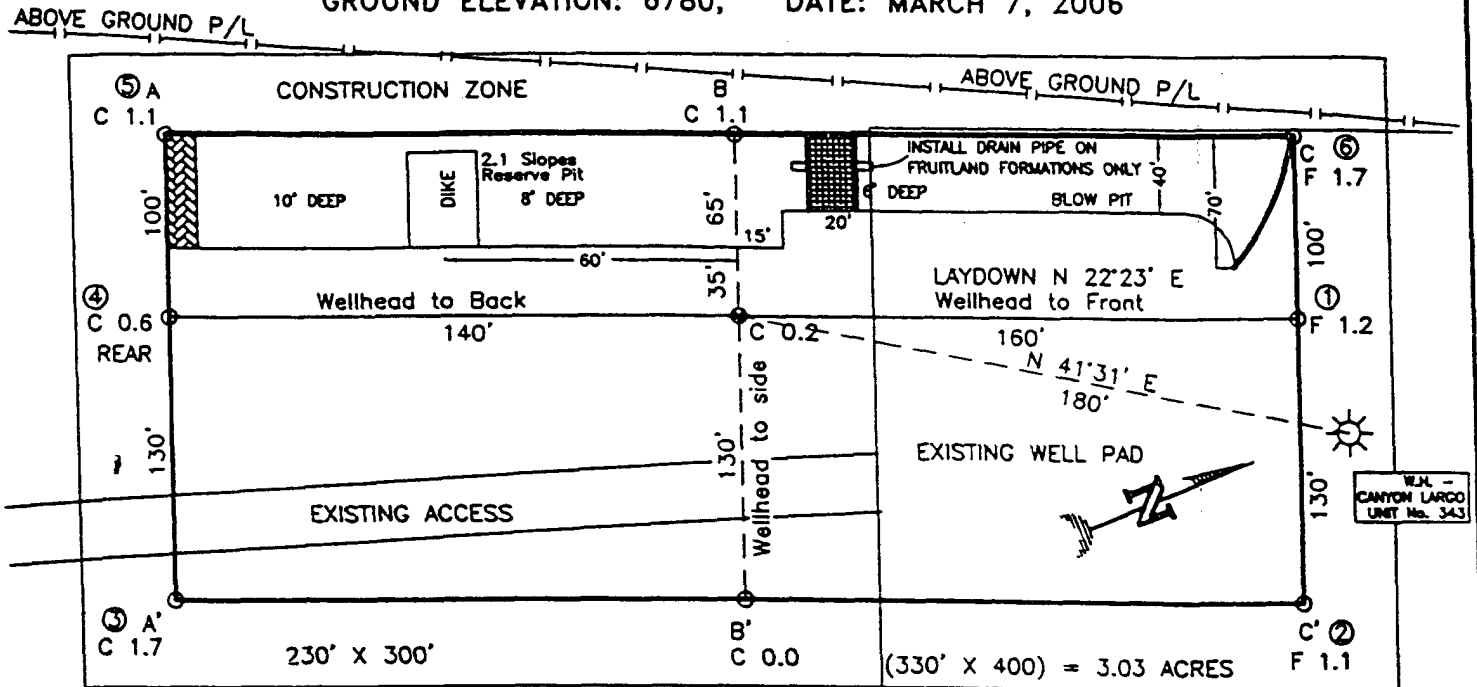 GROUND ELEVATION: 6780, DATE: MARCH 7, 2006
ABOVE GROUND P/L
ABOVE GROUND P/L
⑤ A
C 1.1
CONSTRUCTION ZONE
B
C 1.1
C ⑥
F 1.7
INSTALL DRAIN PIPE ON
FRUITLAND FORMATIONS ONLY
2.1 Slopes
Reserve Pit
10' DEEP
DIKE
8' DEEP
DEEP
BLOW PIT
40'
70'
100'
65'
15'
20'
60'
35'
100'
LAYDOWN N 22°23' E
Wellhead to Front
Wellhead to Back
④
C 0.6
REAR
140'
C 0.2
160'
①
F 1.2
N 41°31' E
180'
130'
130'
Wellhead to side
130'
EXISTING WELL PAD
N
EXISTING ACCESS
W.H. -
CANYON LARGO
UNIT No. 343
③ A'
C 1.7
230' X 300'
B'
C 0.0
(330' X 400) = 3.03 ACRES
C' ②
F 1.1